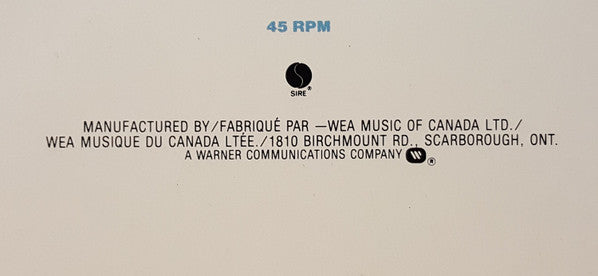 45 RPM
SIRE®
MANUFACTURED BY/FABRIQUÉ PAR —WEA MUSIC OF CANADA LTD./
WEA MUSIQUE DU CANADA LTÉE./1810 BIRCHMOUNT RD., SCARBOROUGH, ONT.
A WARNER COMMUNICATIONS COMPANY ®